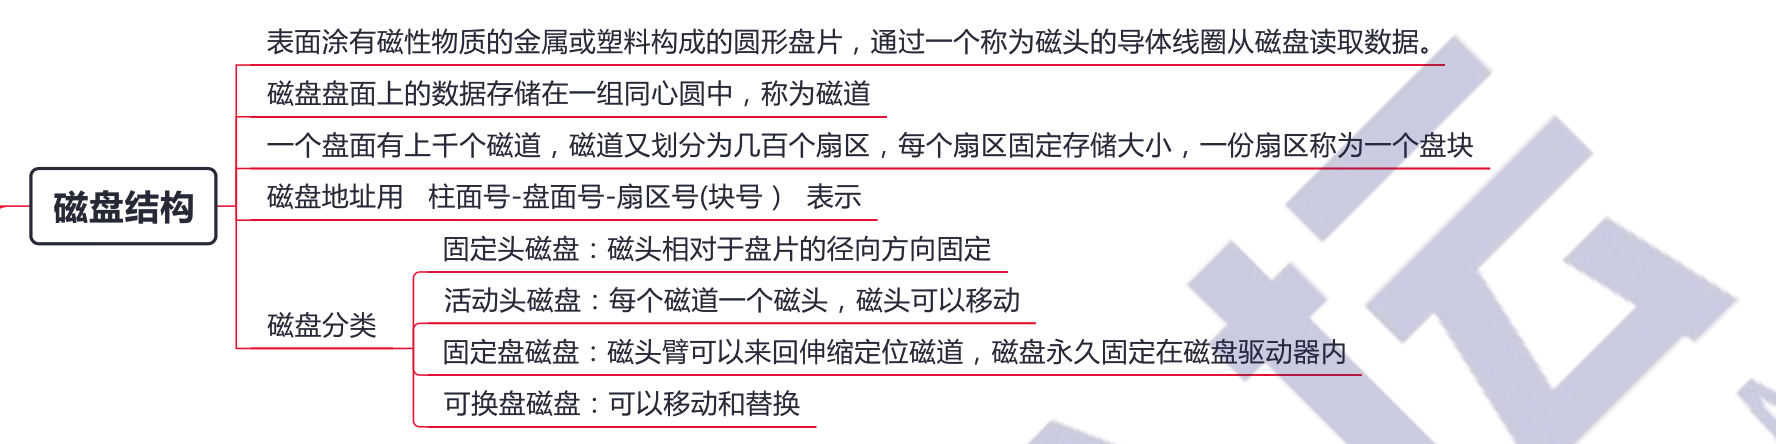 表面涂有磁性物质的金属或塑料构成的圆形盘片，通过一个称为磁头的导体线圈从磁盘读取数据。
磁盘盘面上的数据存储在一组同心圆中，称为磁道
一个盘面有上千个磁道，磁道又划分为几百个扇区，每个扇区固定存储大小，一份扇区称为一个盘块
磁盘结构
磁盘地址用 柱面号-盘面号-扇区号(块号） 表示
磁盘分类
固定头磁盘：磁头相对于盘片的径向方向固定
活动头磁盘：每个磁道一个磁头，磁头可以移动
固定盘磁盘：磁头臂可以来回伸缩定位磁道，磁盘永久固定在磁盘驱动器内
可换盘磁盘：可以移动和替换